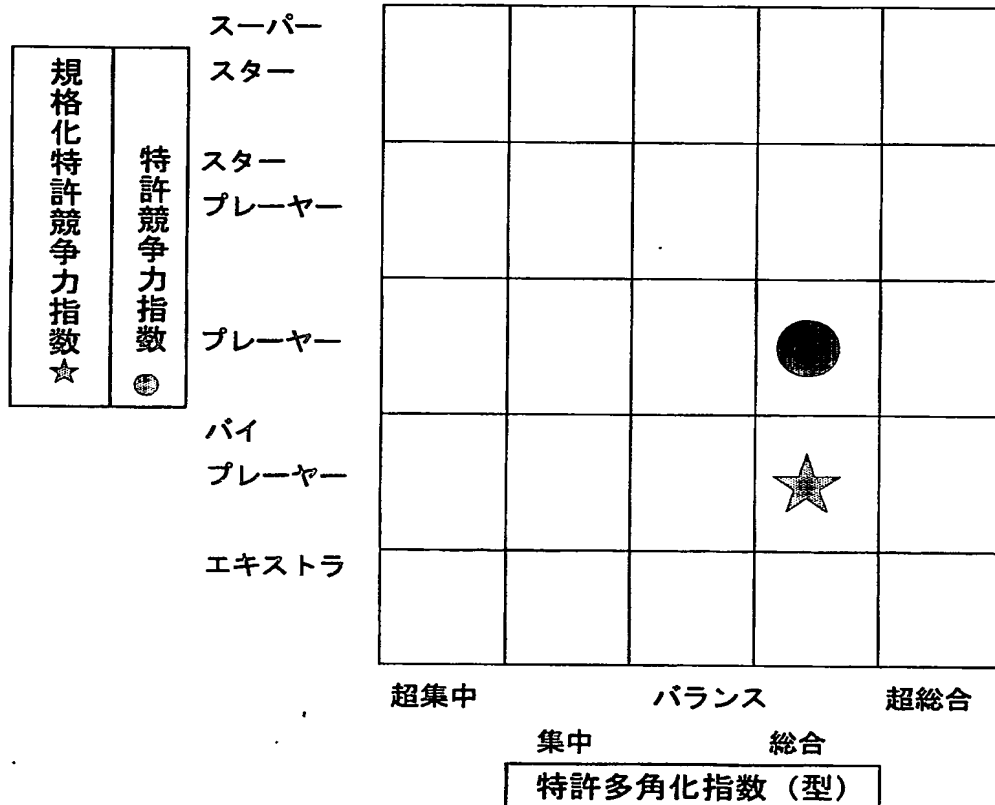 規格化特許競争力指数☆
特許競争力指数
スーパー
スター
スター
プレーヤー
プレーヤー
バイ
プレーヤー
エキストラ
超集中
集中
バランス
総合
超総合
特許多角化指数（型）